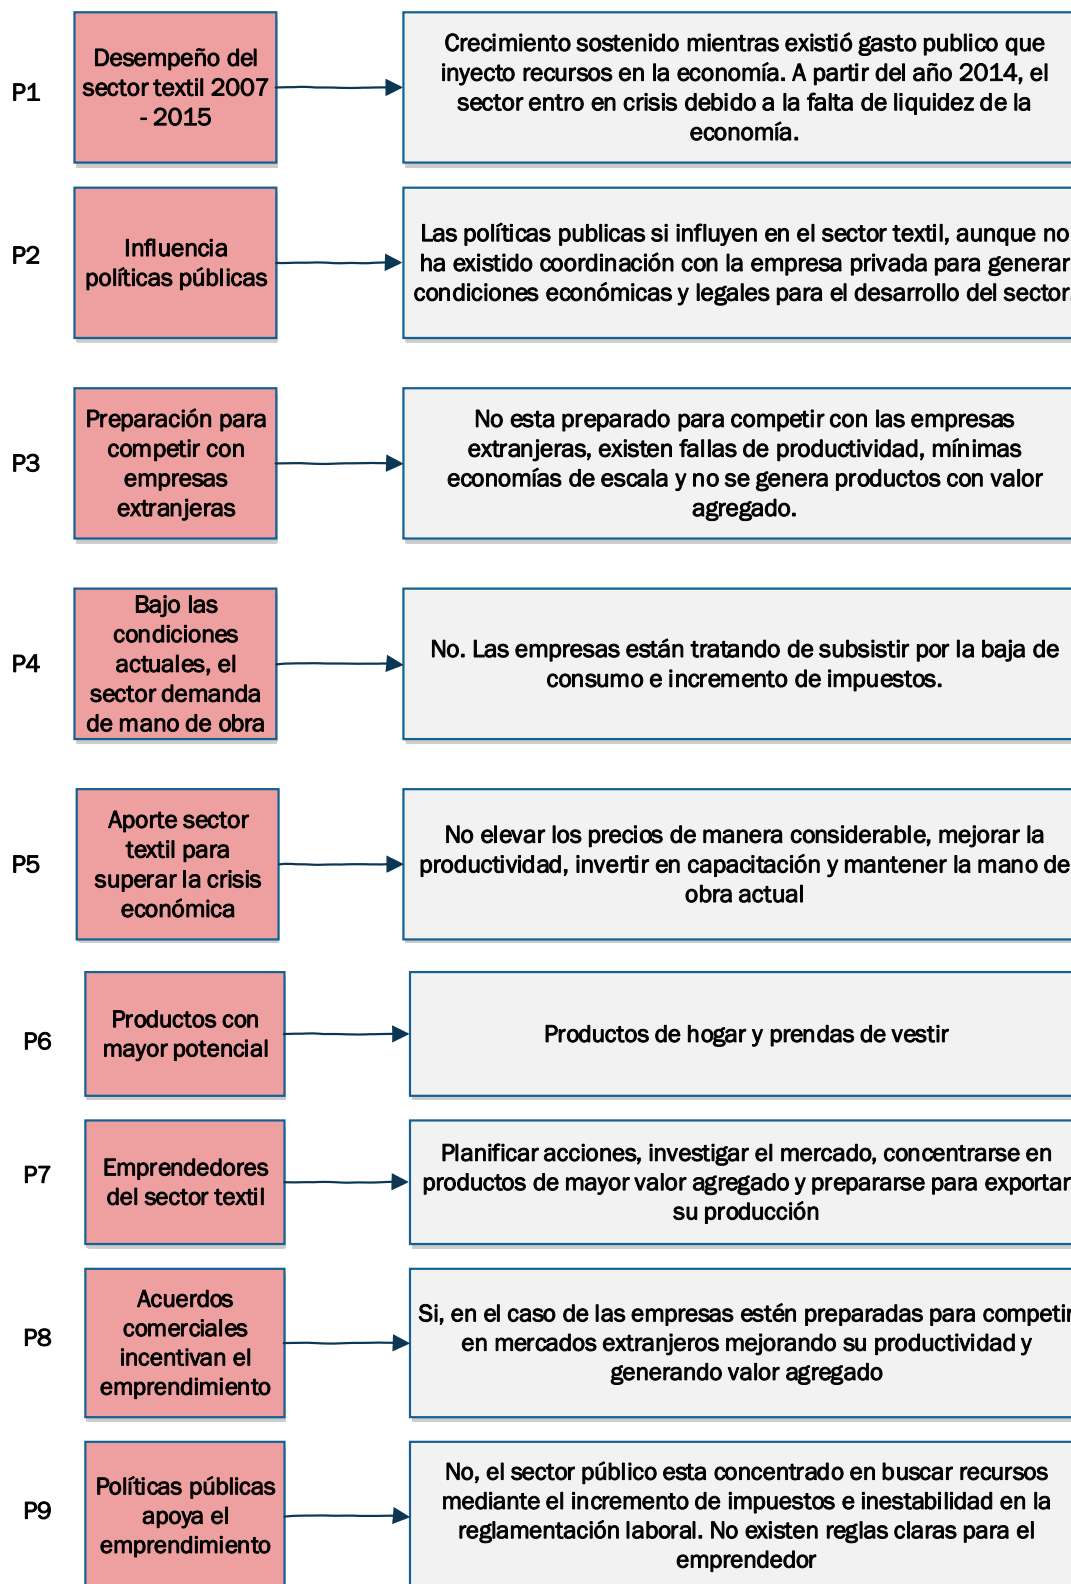 P1
Desempeño del
sector textil 2007
- 2015
Crecimiento sostenido mientras existió gasto publico que
inyecto recursos en la economía. A partir del año 2014, el
sector entro en crisis debido a la falta de liquidez de la
economía.
P2
Influencia
políticas públicas
Las políticas publicas si influyen en el sector textil, aunque no
ha existido coordinación con la empresa privada para generar
condiciones económicas y legales para el desarrollo del sector.
P3
Preparación para
competir con
empresas
extranjeras
No esta preparado para competir con las empresas
extranjeras, existen fallas de productividad, mínimas
economías de escala y no se genera productos con valor
agregado.
P4
Bajo las
condiciones
actuales, el
sector demanda
de mano de obra
No. Las empresas están tratando de subsistir por la baja de
consumo e incremento de impuestos.
P5
Aporte sector
textil para
superar la crisis
económica
No elevar los precios de manera considerable, mejorar la
productividad, invertir en capacitación y mantener la mano de
obra actual
P6
Productos con
mayor potencial
Productos de hogar y prendas de vestir
P7
Emprendedores
del sector textil
Planificar acciones, investigar el mercado, concentrarse en
productos de mayor valor agregado y prepararse para exportar
su producción
P8
Acuerdos
comerciales
incentivan el
emprendimiento
Si, en el caso de las empresas estén preparadas para competir
en mercados extranjeros mejorando su productividad y
generando valor agregado
P9
Políticas públicas
apoya el
emprendimiento
No, el sector público esta concentrado en buscar recursos
mediante el incremento de impuestos e inestabilidad en la
reglamentación laboral. No existen reglas claras para el
emprendedor